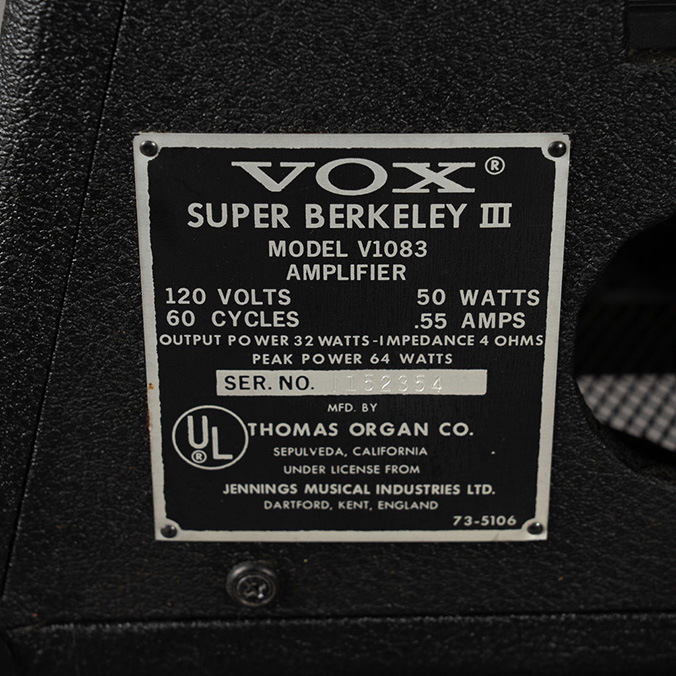 VOX®
SUPER BERKELEY III
MODEL V1083
AMPLIFIER
120 VOLTS 50 WATTS
60 CYCLES .55 AMPS
OUTPUT POWER 32 WATTS-IMPEDANCE 4 OHMS
PEAK POWER 64 WATTS
SER. NO. 1152354
MFD. BY
UL® THOMAS ORGAN CO.
SEPULVEDA, CALIFORNIA
UNDER LICENSE FROM
JENNINGS MUSICAL INDUSTRIES LTD.
DARTFORD, KENT, ENGLAND
73-5106